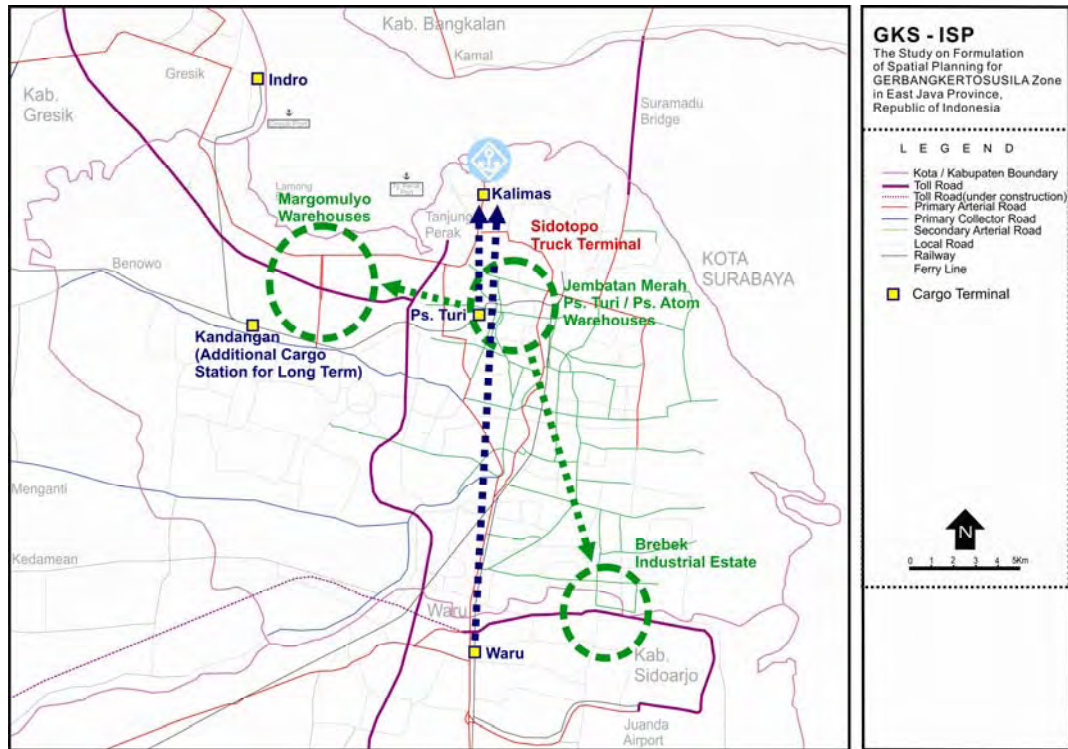 Kab. Bangkalan
Kamal
Gresik
Indro
Kab.
Gresik
Suramadu
Bridge
Kalimas
Lamong
Margomulyo
Warehouses
Tanjung
Perak
Sidotopo
Truck Terminal
KOTA
SURABAYA
Benowo
Jembatan Merah
Ps. Turi / Ps. Atom
Warehouses
Ps. Turi
Kandangan
(Additional Cargo
Station for Long Term)
Menganti
Kedamean
Brebek
Industrial Estate
Waru
Waru
Kab.
Sidoarjo
Juanda
Airport
GKS - ISP
The Study on Formulation
of Spatial Planning for
GERBANGKERTOSUSILA Zone
in East Java Province,
Republic of Indonesia
L E G E N D
Kota / Kabupaten Boundary
Toll Road
Toll Road(under construction)
Primary Arterial Road
Primary Collector Road
Secondary Arterial Road
Local Road
Railway
Ferry Line
Cargo Terminal
N
0 1 2 3 4 5Km